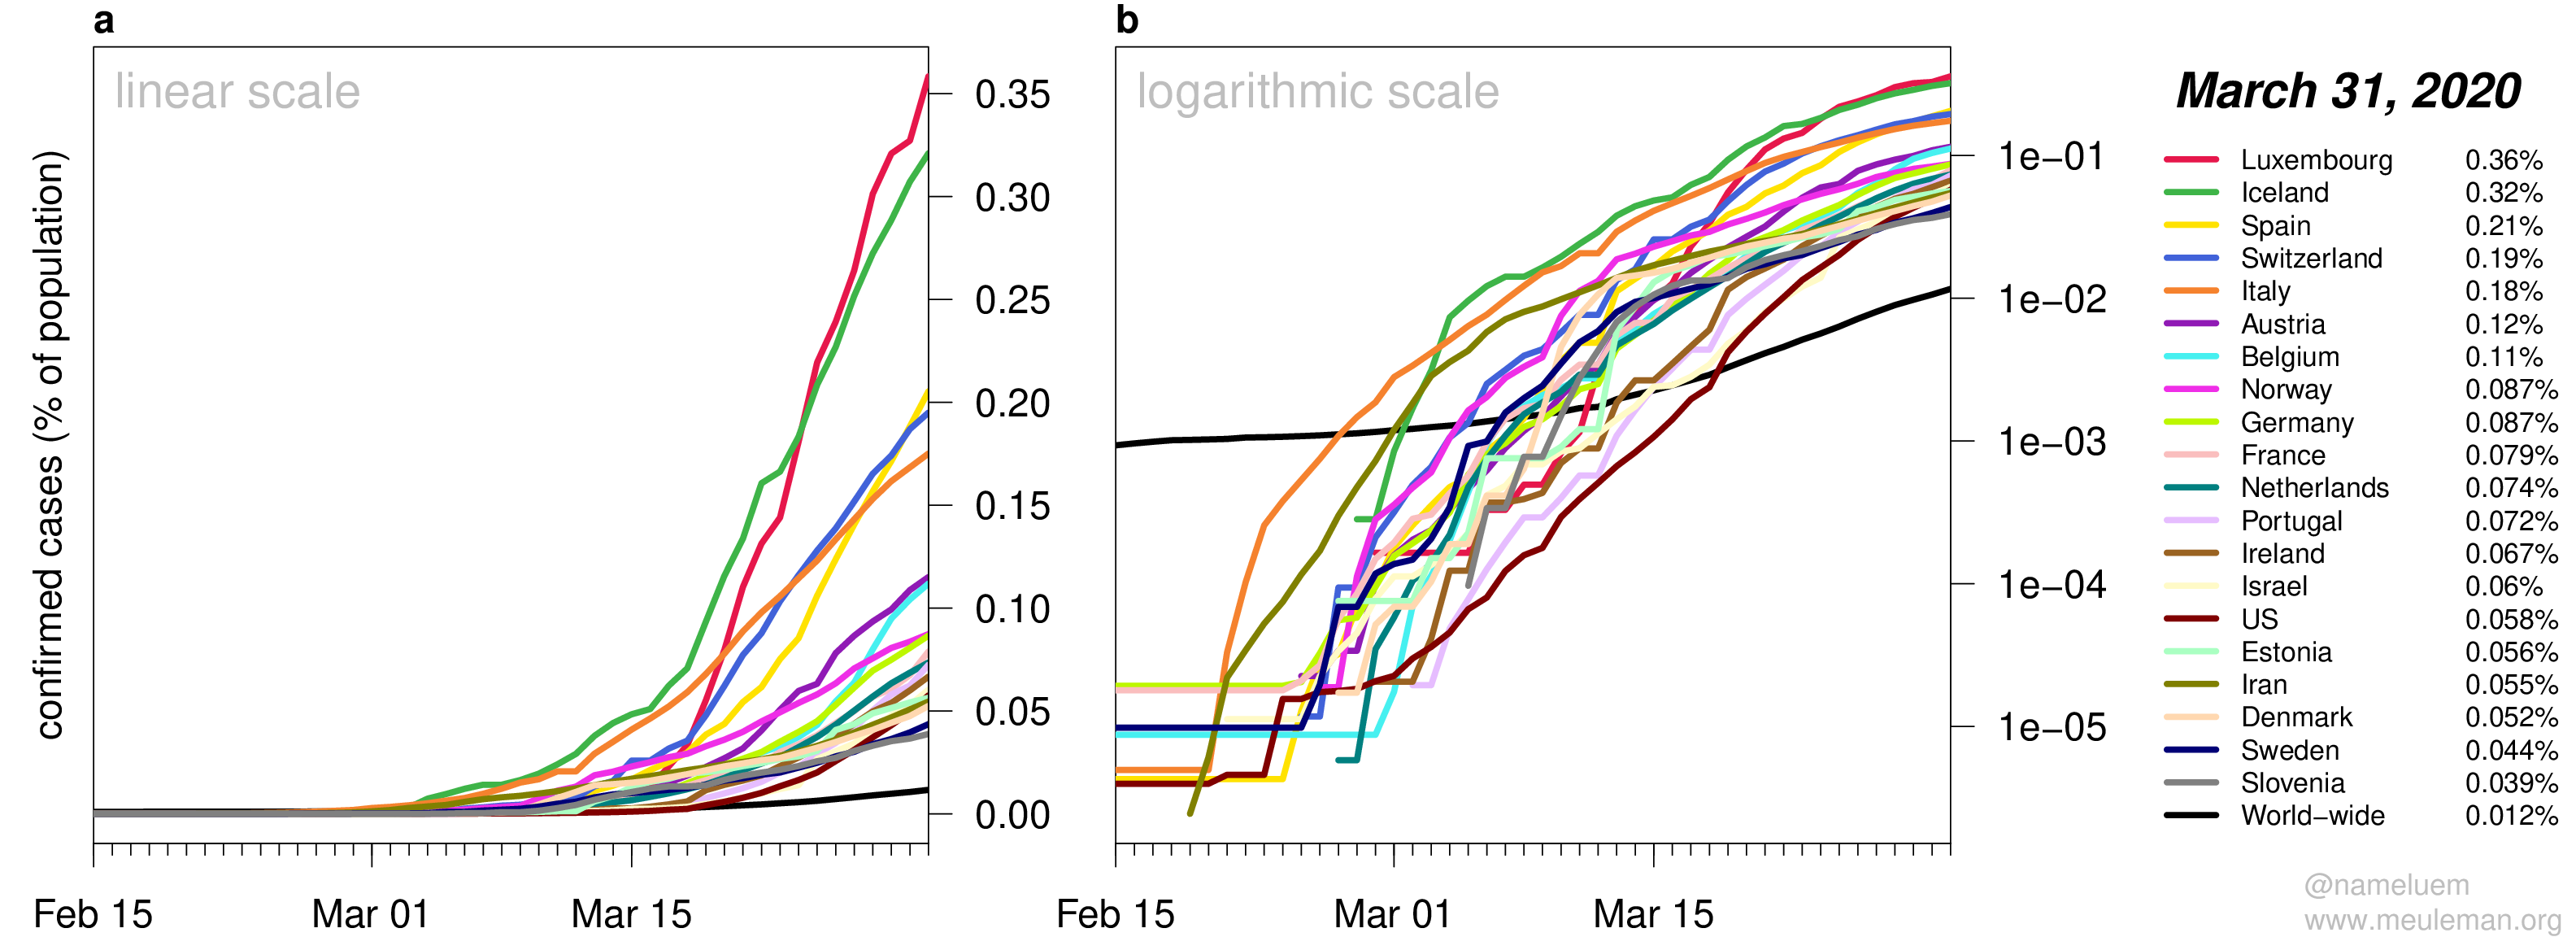 a
linear scale
confirmed cases (% of population)
0.35
0.30
0.25
0.20
0.15
0.10
0.05
0.00
Feb 15
Mar 01
Mar 15
b
logarithmic scale
1e−01
1e−02
1e−03
1e−04
1e−05
Feb 15
Mar 01
Mar 15
March 31, 2020
Luxembourg 0.36%
Iceland 0.32%
Spain 0.21%
Switzerland 0.19%
Italy 0.18%
Austria 0.12%
Belgium 0.11%
Norway 0.087%
Germany 0.087%
France 0.079%
Netherlands 0.074%
Portugal 0.072%
Ireland 0.067%
Israel 0.06%
US 0.058%
Estonia 0.056%
Iran 0.055%
Denmark 0.052%
Sweden 0.044%
Slovenia 0.039%
World−wide 0.012%
@nameluem
www.meuleman.org